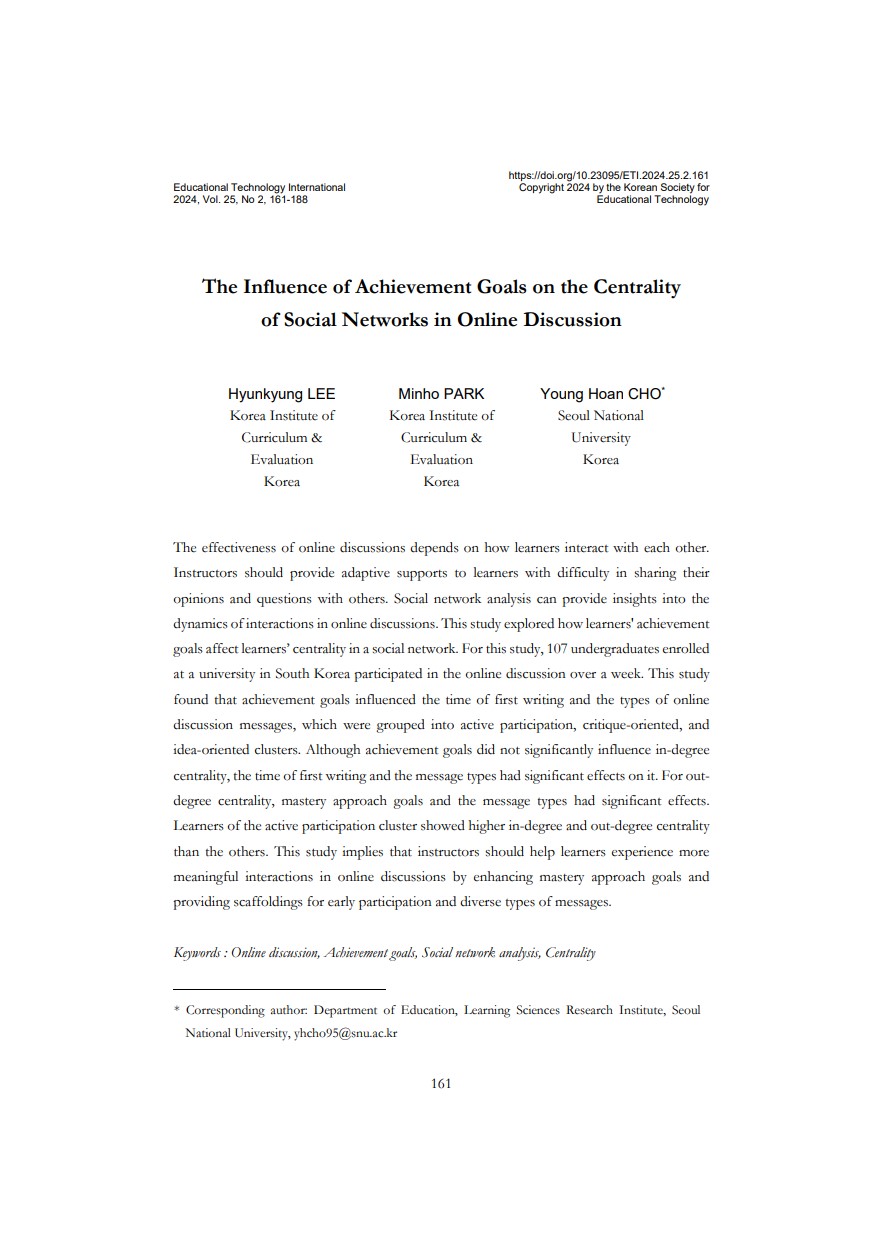 Educational Technology International
2024, Vol. 25, No 2, 161-188
https://doi.org/10.23095/ETI.2024.25.2.161
Copyright 2024 by the Korean Society for
Educational Technology
The Influence of Achievement Goals on the Centrality
of Social Networks in Online Discussion
Hyunkyung LEE
Korea Institute of
Curriculum &
Evaluation
Korea
Minho PARK
Korea Institute of
Curriculum &
Evaluation
Korea
Young Hoan CHO*
Seoul National
University
Korea
The effectiveness of online discussions depends on how learners interact with each other.
Instructors should provide adaptive supports to learners with difficulty in sharing their
opinions and questions with others. Social network analysis can provide insights into the
dynamics of interactions in online discussions. This study explored how learners' achievement
goals affect learners’ centrality in a social network. For this study, 107 undergraduates enrolled
at a university in South Korea participated in the online discussion over a week. This study
found that achievement goals influenced the time of first writing and the types of online
discussion messages, which were grouped into active participation, critique-oriented, and
idea-oriented clusters. Although achievement goals did not significantly influence in-degree
centrality, the time of first writing and the message types had significant effects on it. For out-
degree centrality, mastery approach goals and the message types had significant effects.
Learners of the active participation cluster showed higher in-degree and out-degree centrality
than the others. This study implies that instructors should help learners experience more
meaningful interactions in online discussions by enhancing mastery approach goals and
providing scaffoldings for early participation and diverse types of messages.
Keywords : Online discussion, Achievement goals, Social network analysis, Centrality
* Corresponding author: Department of Education, Learning Sciences Research Institute, Seoul
National University, yhcho95@snu.ac.kr
161